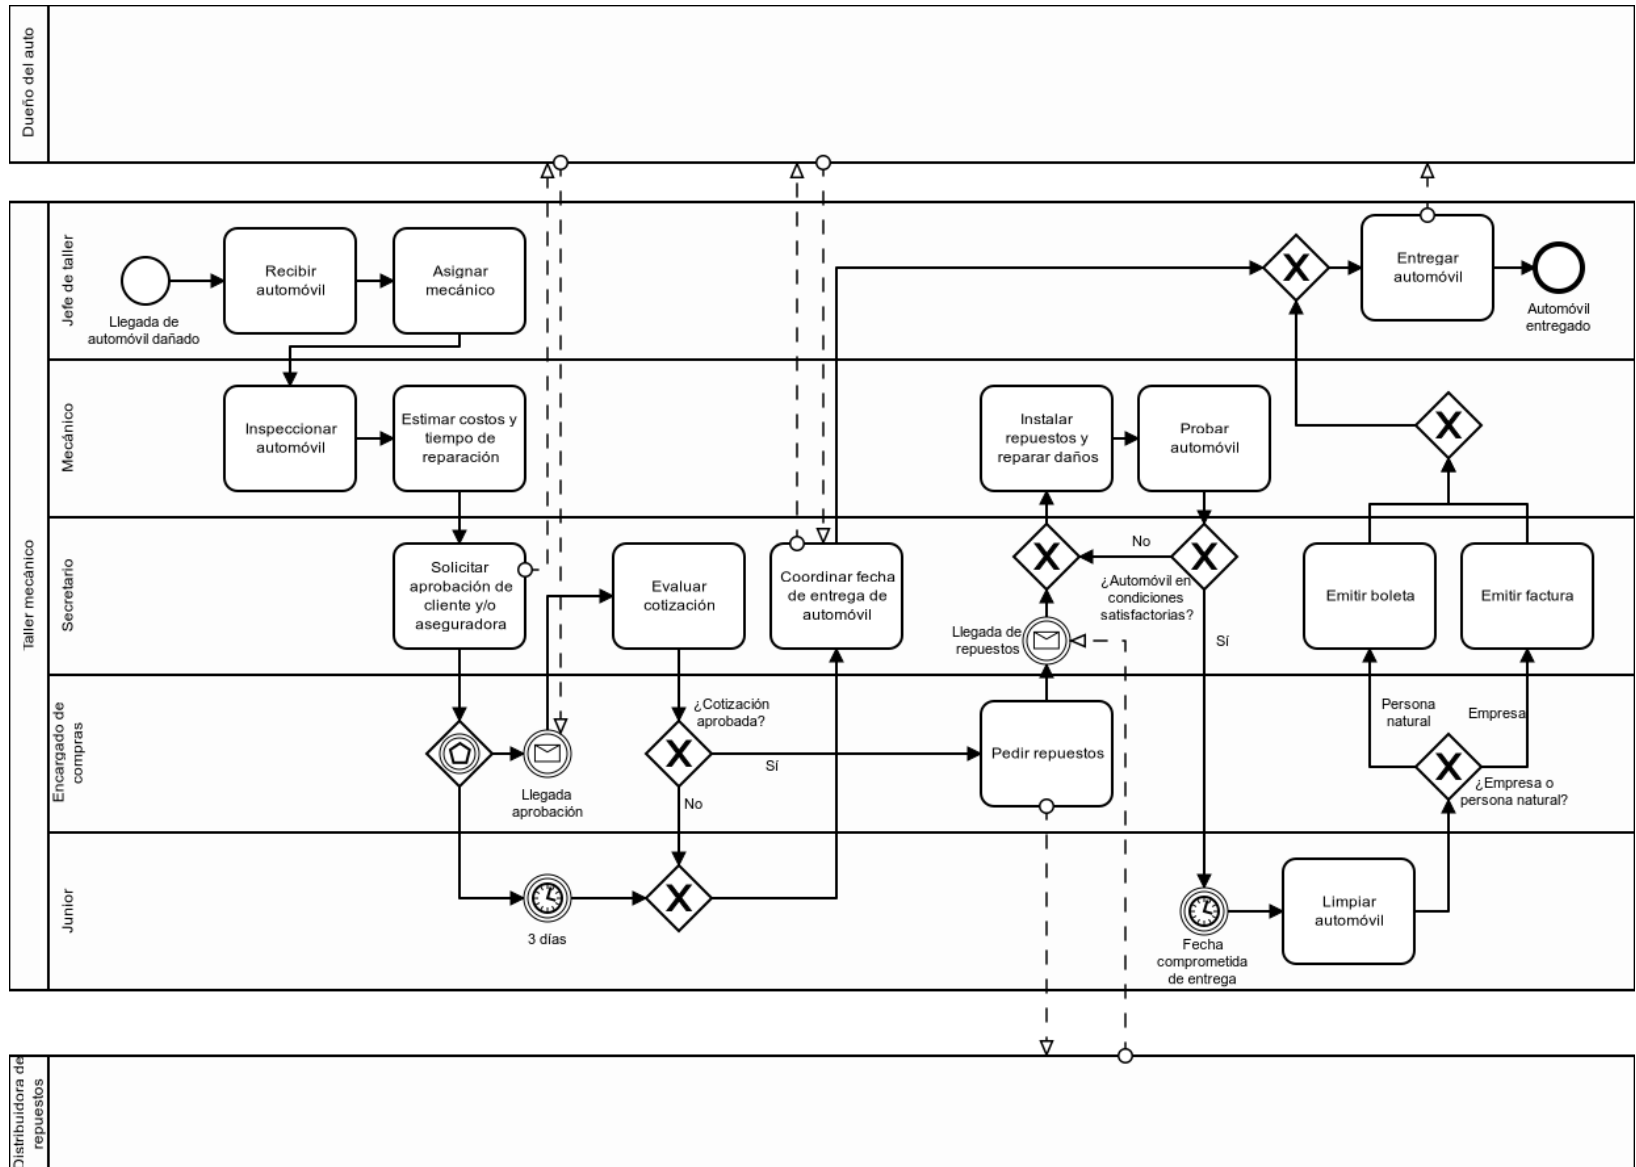 Dueño del auto
Taller mecánico
Jefe de taller
Llegada de
automóvil dañado
Recibir
automóvil
Asignar
mecánico
Entregar
automóvil
Automóvil
entregado
Mecánico
Inspeccionar
automóvil
Estimar costos y
tiempo de
reparación
Instalar
repuestos y
reparar daños
Probar
automóvil
Secretario
Solicitar
aprobación de
cliente y/o
aseguradora
Evaluar
cotización
Coordinar fecha
de entrega de
automóvil
Llegada de
repuestos
No
¿Automóvil en
condiciones
satisfactorias?
Sí
Emitir boleta
Emitir factura
Encargado de
compras
Llegada
aprobación
¿Cotización
aprobada?
Sí
No
Pedir repuestos
Persona
natural
Empresa
¿Empresa o
persona natural?
Junior
3 días
Fecha
comprometida
de entrega
Limpiar
automóvil
Distribuidora de
repuestos